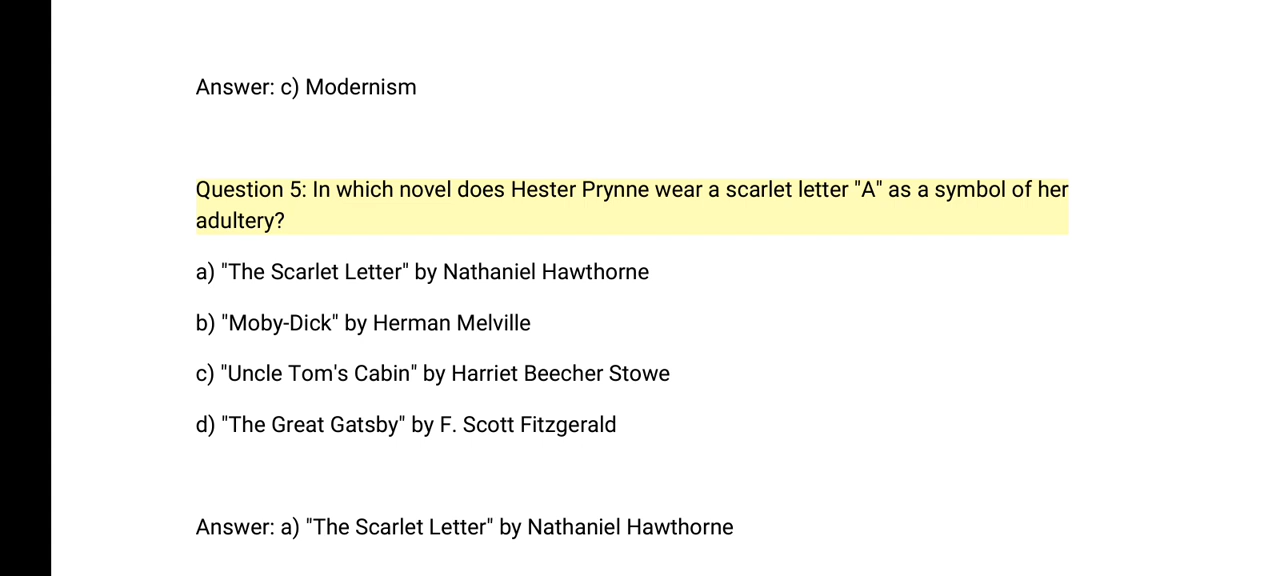 Answer: c) Modernism
Question 5: In which novel does Hester Prynne wear a scarlet letter "A" as a symbol of her
adultery?
a) "The Scarlet Letter" by Nathaniel Hawthorne
b) "Moby-Dick" by Herman Melville
c) "Uncle Tom's Cabin" by Harriet Beecher Stowe
d) "The Great Gatsby" by F. Scott Fitzgerald
Answer: a) "The Scarlet Letter" by Nathaniel Hawthorne